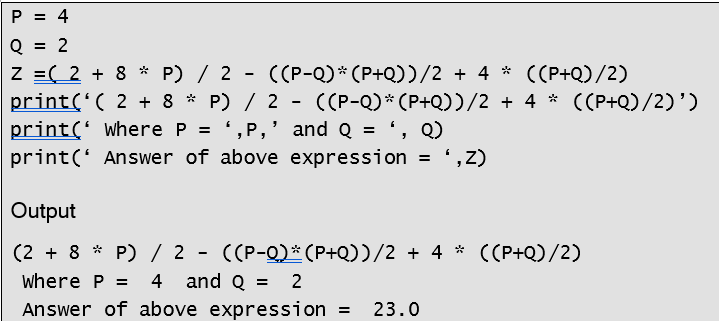 P = 4
Q = 2
Z =( 2 + 8 * P) / 2 - ((P-Q)*(P+Q))/2 + 4 * ((P+Q)/2)
print(‘( 2 + 8 * P) / 2 - ((P-Q)*(P+Q))/2 + 4 * ((P+Q)/2)’)
print(‘ Where P = ‘,P,’ and Q = ‘, Q)
print(‘ Answer of above expression = ‘,Z)
Output
(2 + 8 * P) / 2 - ((P-Q)*(P+Q))/2 + 4 * ((P+Q)/2)
Where P = 4 and Q = 2
Answer of above expression = 23.0